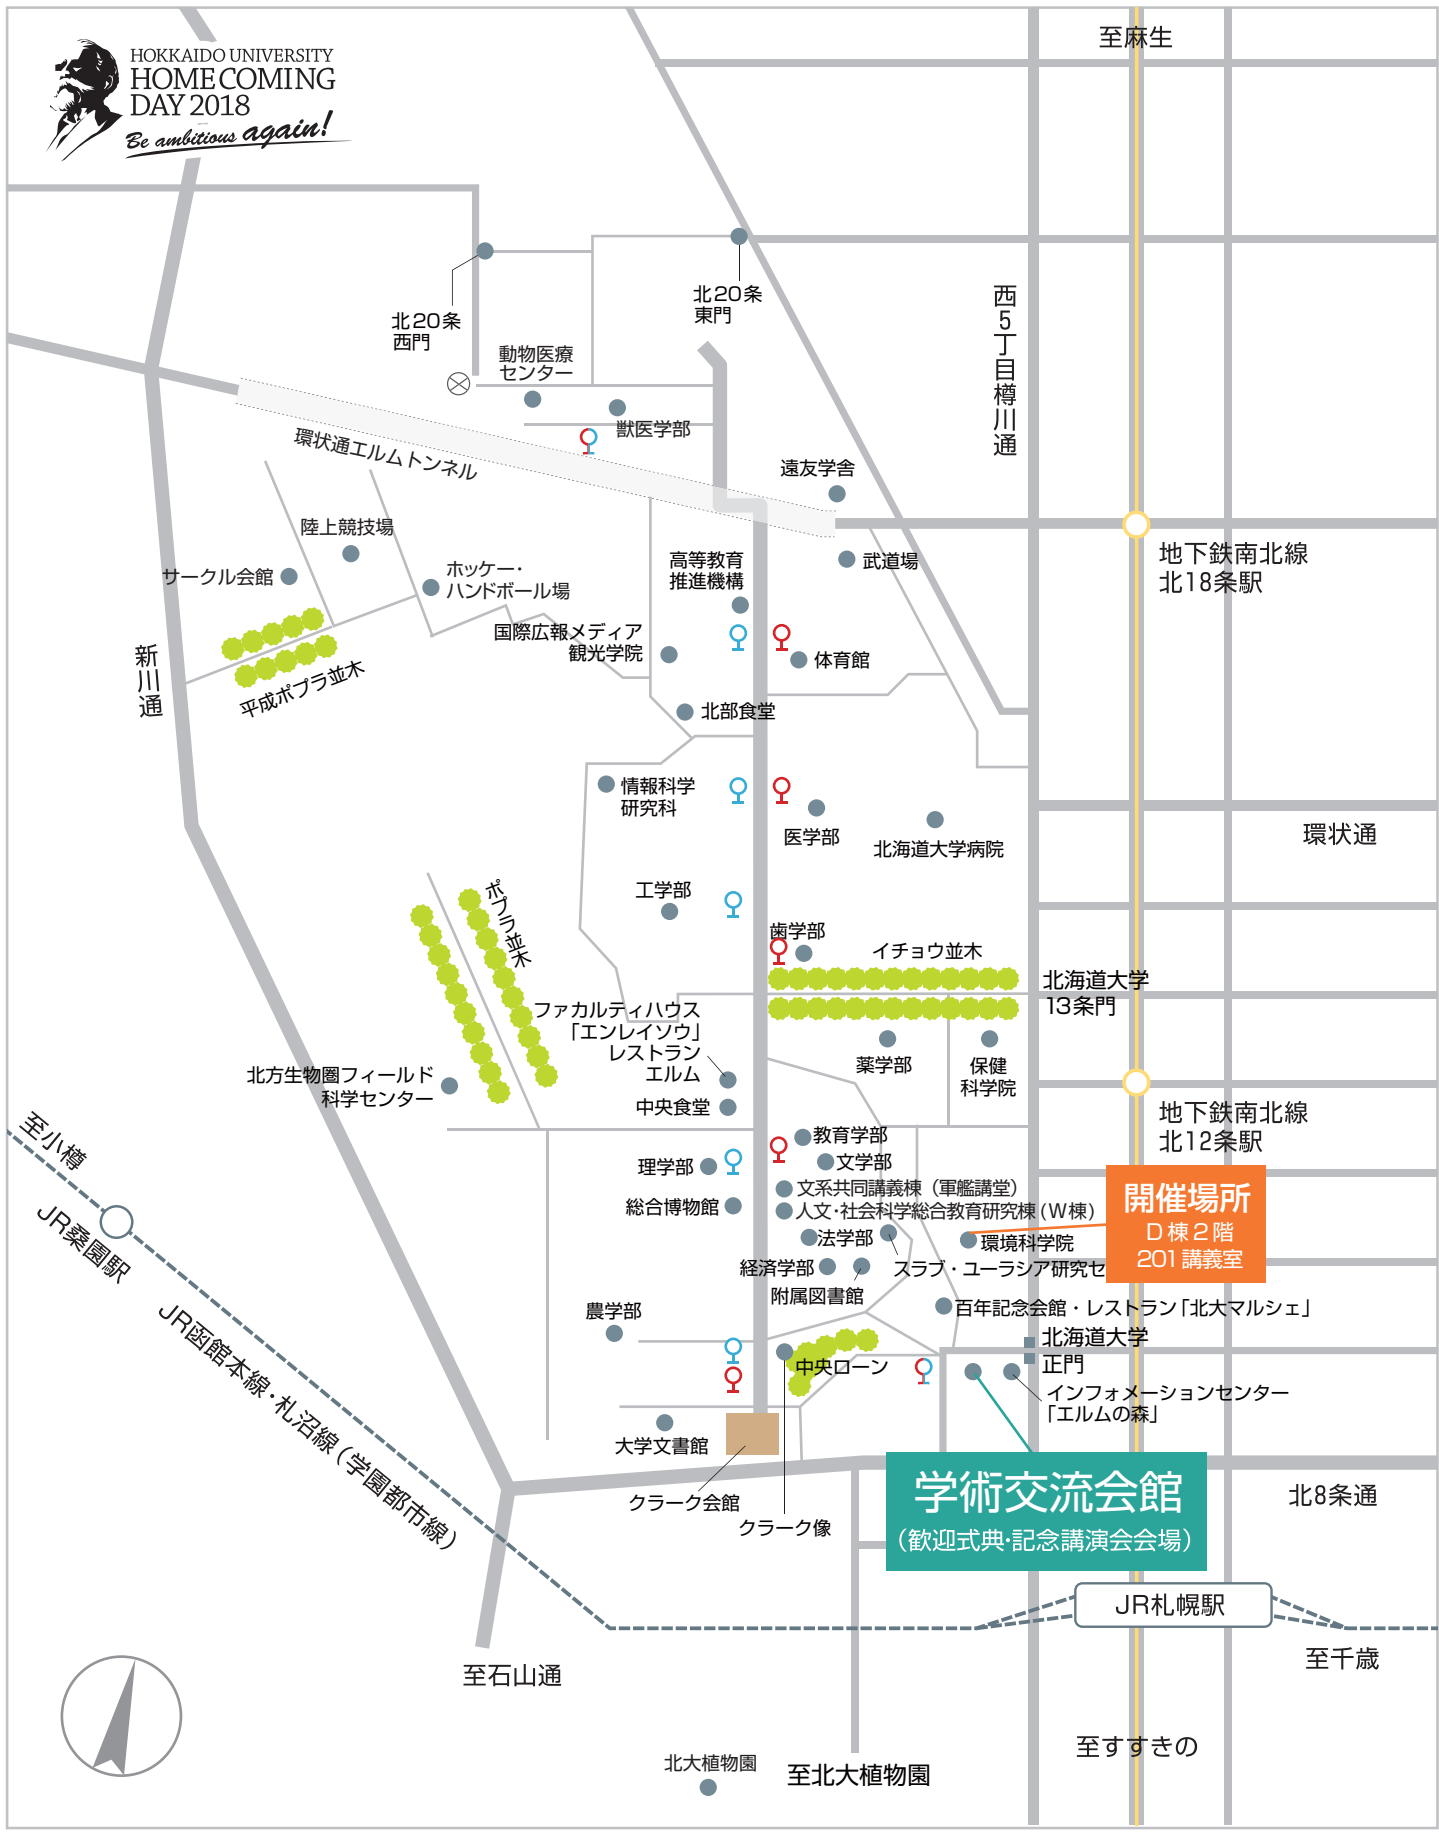 至麻生
HOKKAIDO UNIVERSITY
HOME COMING
DAY 2018
Be ambitious again!
北20条
東門
北20条
西門
西5丁目樽川通
動物医療
センター
獣医学部
環状通エルムトンネル
遠友学舎
陸上競技場
サークル会館
ホッケー・
ハンドボール場
高等教育
推進機構
武道場
地下鉄南北線
北18条駅
国際広報メディア
観光学院
体育館
新川通
平成ポプラ並木
北部食堂
情報科学
研究科
医学部
北海道大学病院
環状通
工学部
ポプラ並木
歯学部
イチョウ並木
北海道大学
13条門
ファカルティハウス
「エンレイソウ」
レストラン
エルム
薬学部
保健
科学院
北方生物圏フィールド
科学センター
中央食堂
地下鉄南北線
北12条駅
至小樽
教育学部
理学部
文学部
文系共同講義棟（軍艦講堂）
総合博物館
人文・社会科学総合教育研究棟(W棟)
開催場所
D棟2階
201講義室
JR桑園駅
法学部
環境科学院
経済学部
スラブ・ユーラシア研究セ
附属図書館
農学部
百年記念会館・レストラン「北大マルシェ」
JR函館本線・札沼線(学園都市線)
北海道大学
正門
中央ローン
インフォメーションセンター
「エルムの森」
大学文書館
クラーク会館
クラーク像
学術交流会館
（歓迎式典・記念講演会会場）
北8条通
JR札幌駅
至石山通
至千歳
至すすきの
北大植物園
至北大植物園